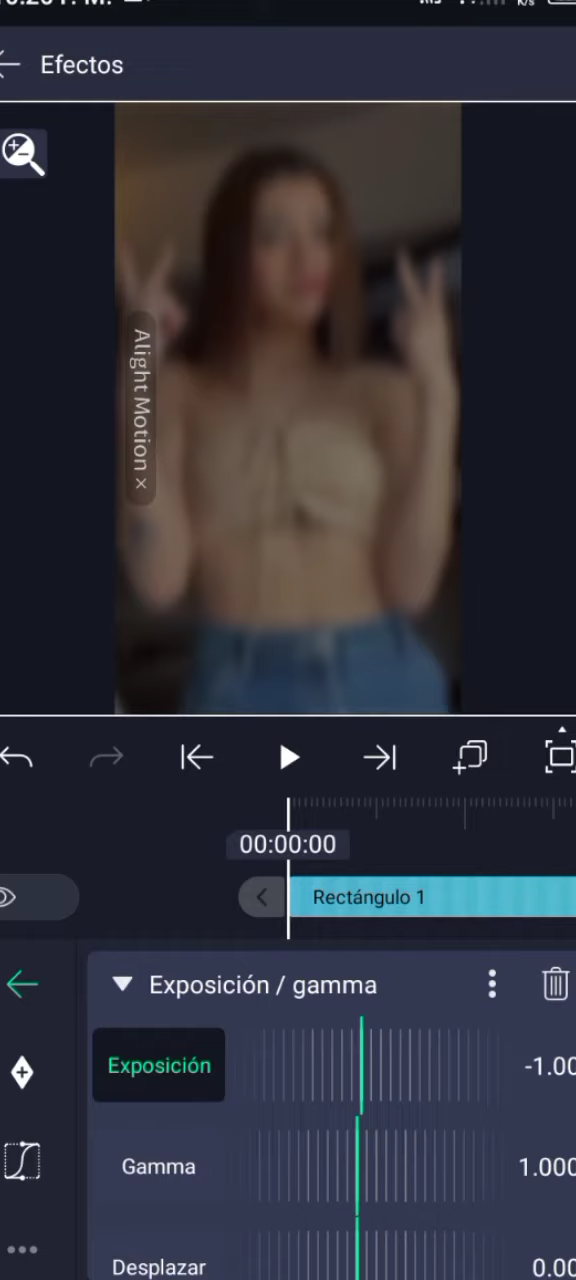 Efectos
Alight Motion ×
00:00:00
Rectángulo 1
Exposición / gamma
Exposición
-1.00
Gamma
1.000
Desplazar
0.00